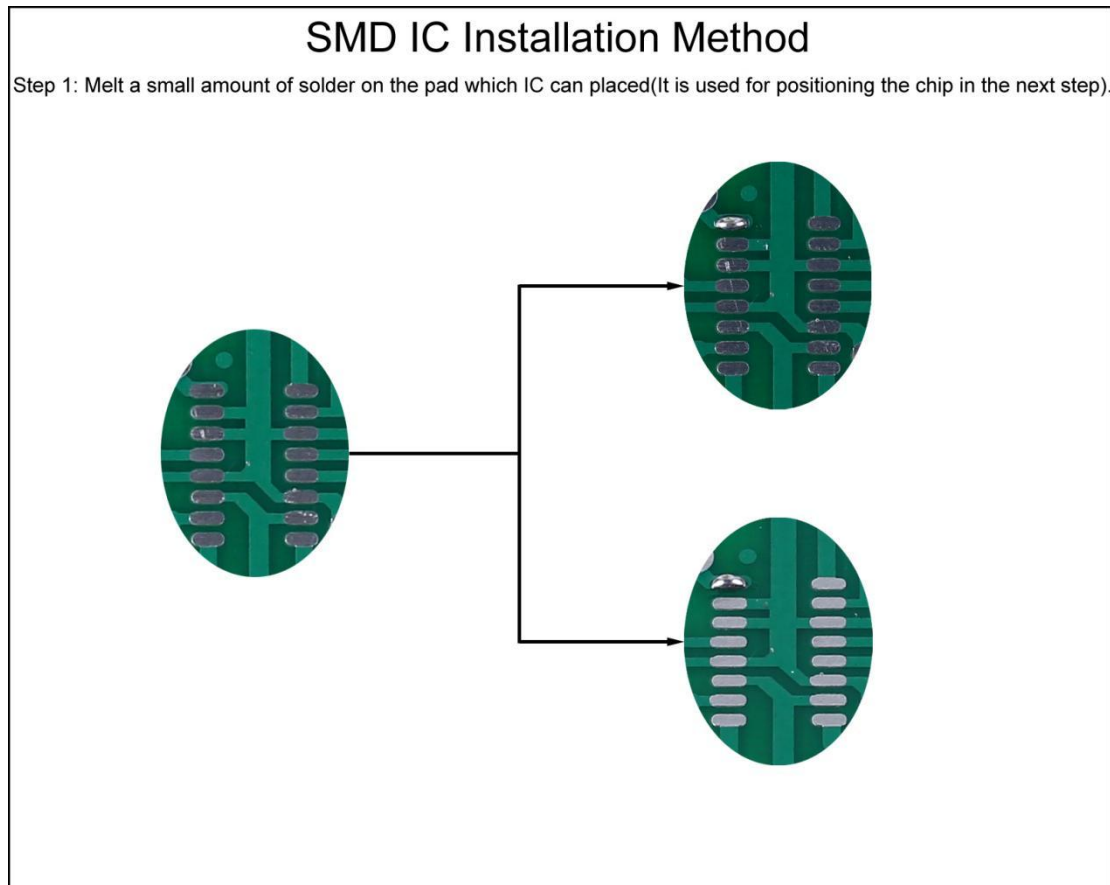 SMD IC Installation Method
Step 1: Melt a small amount of solder on the pad which IC can placed(It is used for positioning the chip in the next step).